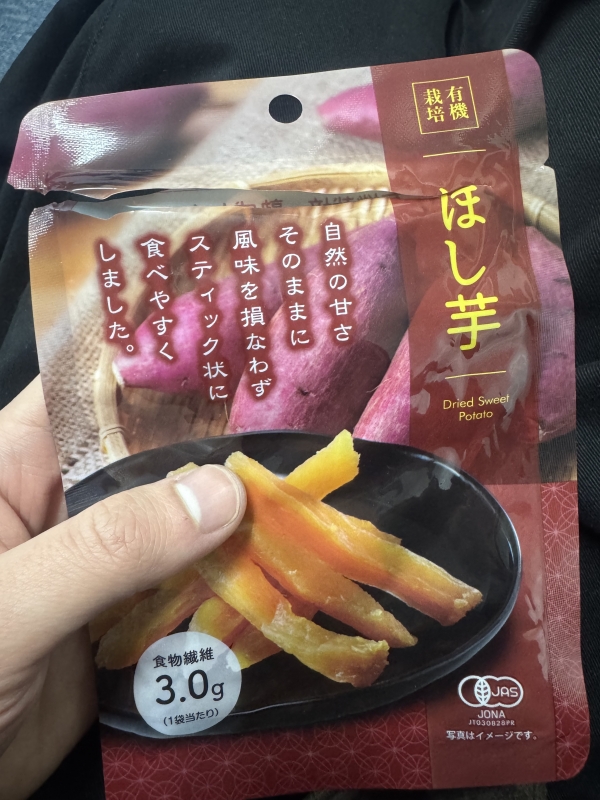 有機
栽培
ほし芋
Dried Sweet
Potato
自然の甘さ
そのままに
風味を損なわず
スティック状に
食べやすく
しました。
食物繊維
3.0g
(1袋当たり)
JAS
JONA
JT030828PR
写真はイメージです。